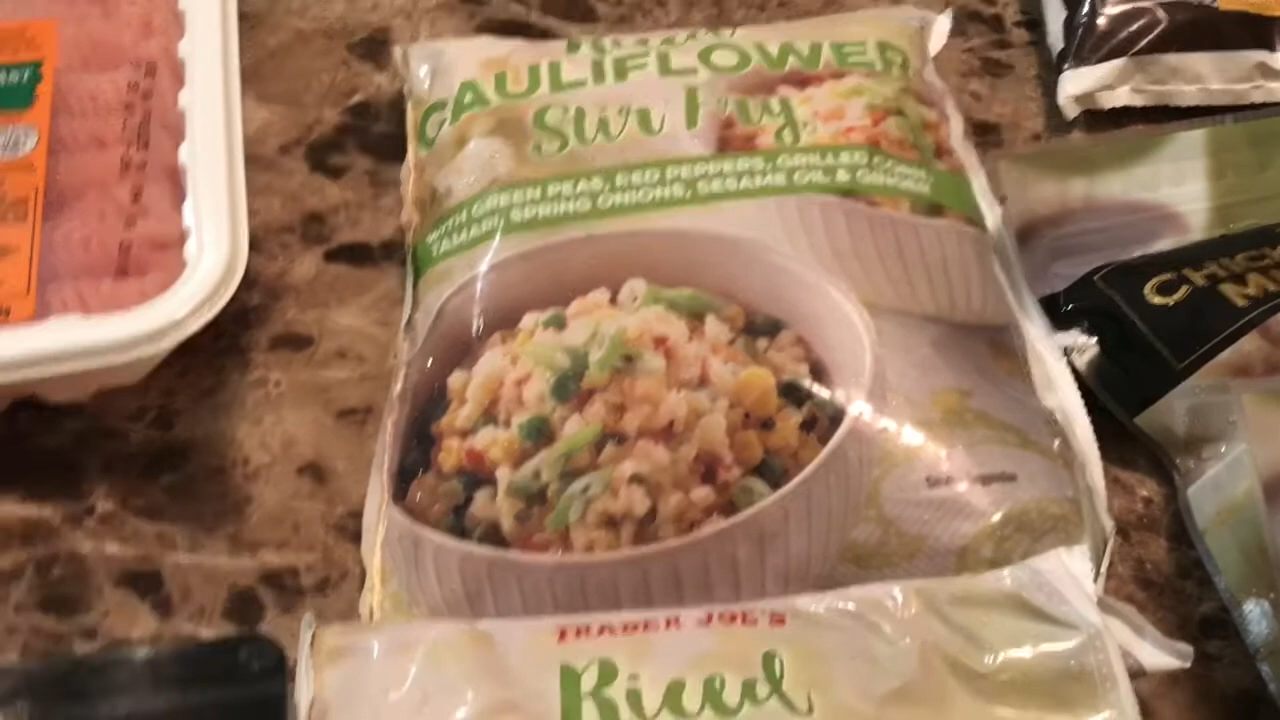 Riced
CAULIFLOWER
Stir Fry
WITH GREEN PEAS, RED PEPPERS, GRILLED CORN,
TAMARI, SPRING ONIONS, SESAME OIL & GINGER
TRADER JOE'S
Riced